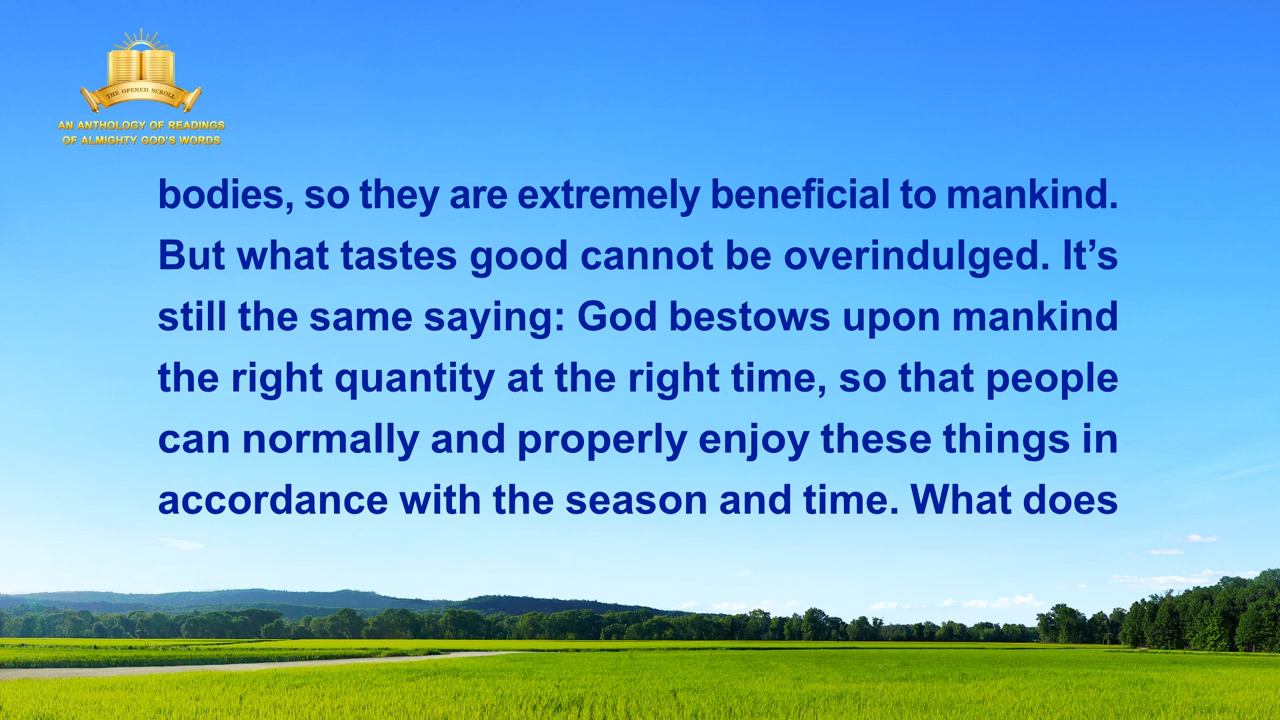 THE OPENED SCROLL
AN ANTHOLOGY OF READINGS
OF ALMIGHTY GOD'S WORDS
bodies, so they are extremely beneficial to mankind.
But what tastes good cannot be overindulged. It’s
still the same saying: God bestows upon mankind
the right quantity at the right time, so that people
can normally and properly enjoy these things in
accordance with the season and time. What does